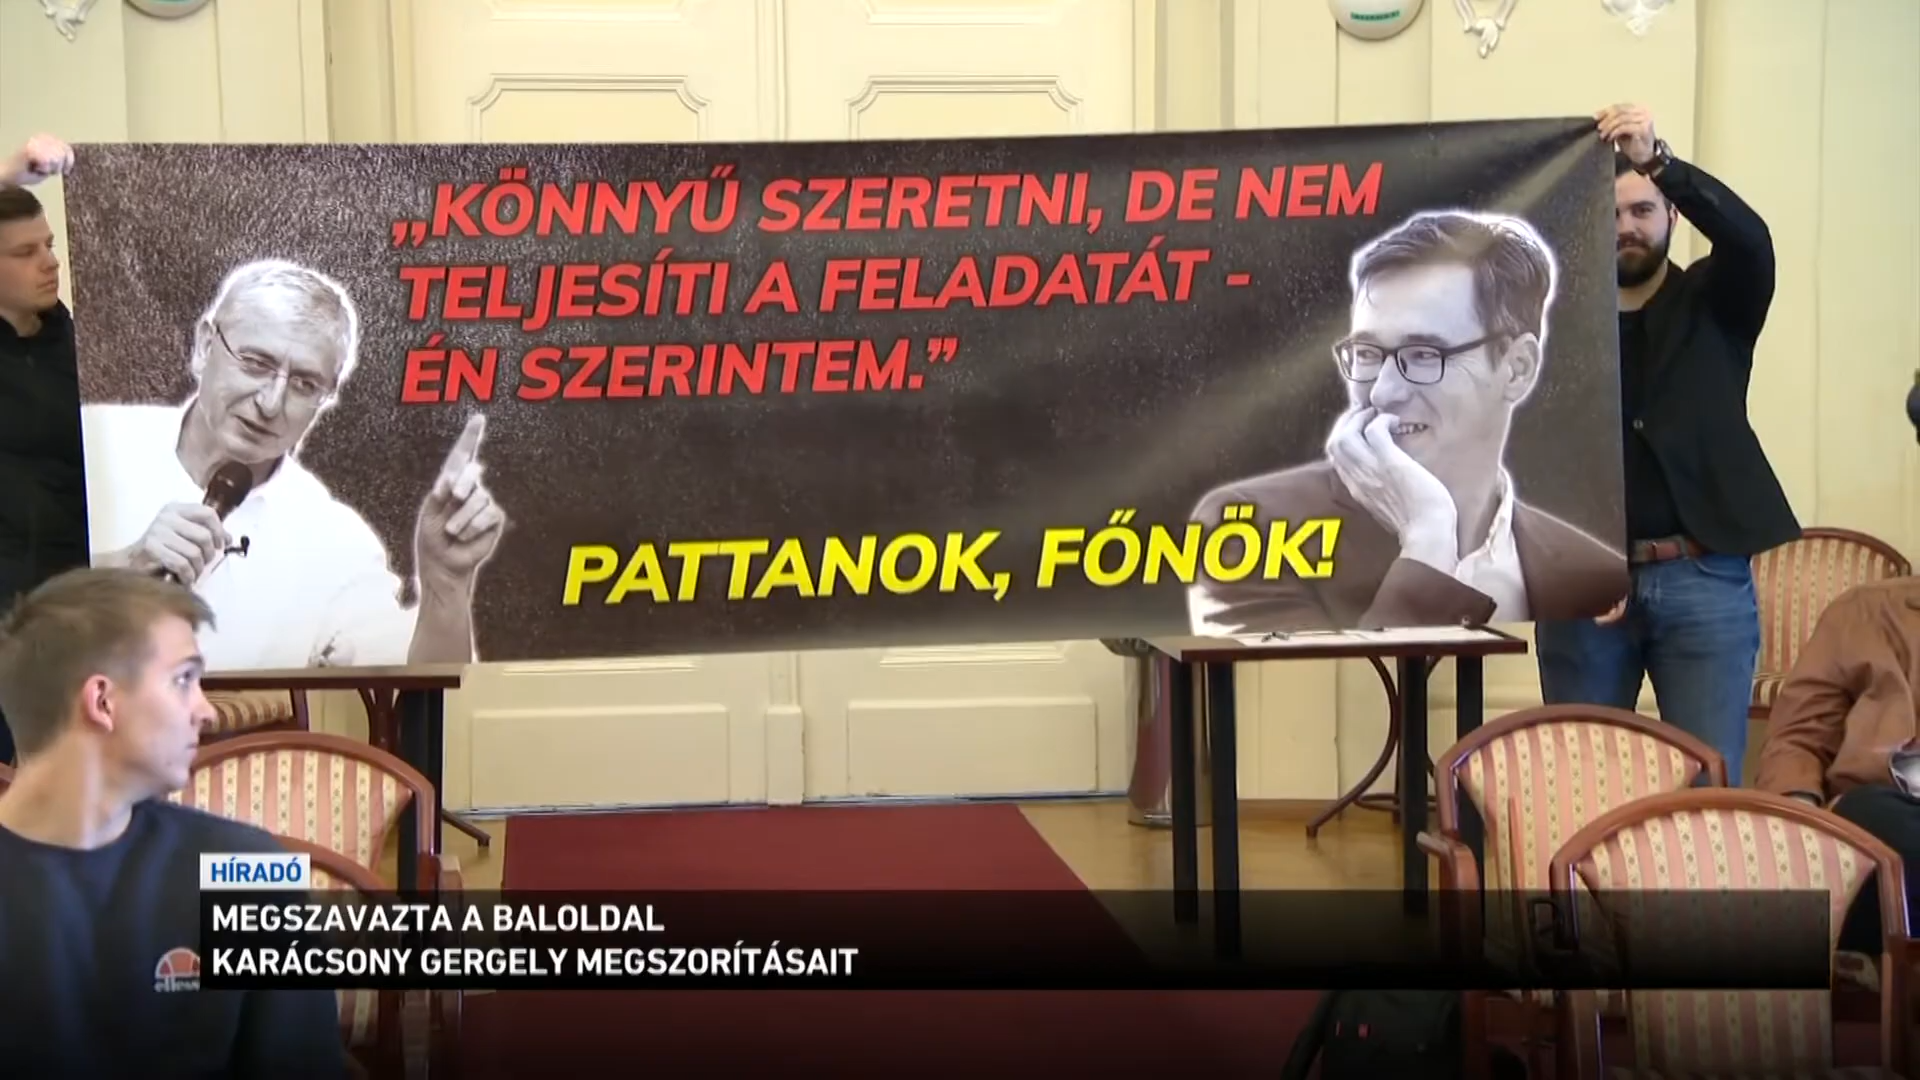 „KÖNNYŰ SZERETNI, DE NEM
TELJESÍTI A FELADATÁT -
ÉN SZERINTEM.”
PATTANOK, FŐNÖK!
HÍRADÓ
MEGSZAVAZTA A BALOLDAL
KARÁCSONY GERGELY MEGSZORÍTÁSAIT